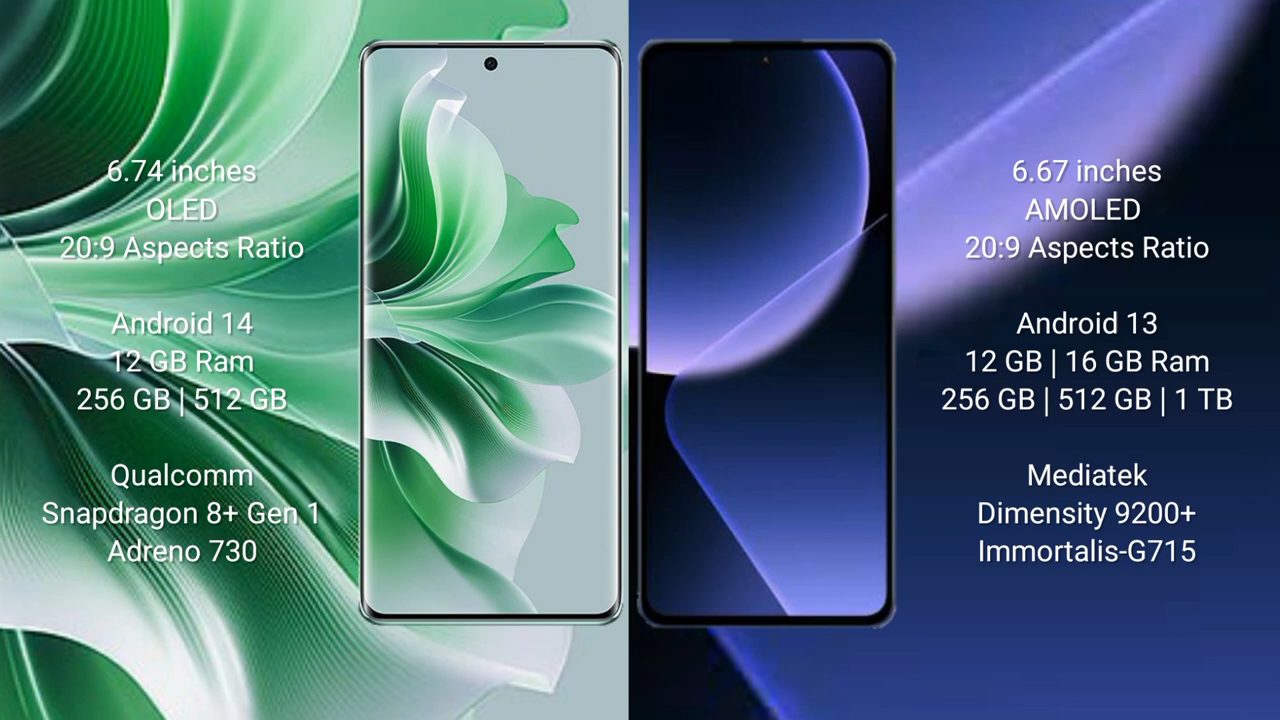 6.74 inches
OLED
20:9 Aspects Ratio
Android 14
12 GB Ram
256 GB | 512 GB
Qualcomm
Snapdragon 8+ Gen 1
Adreno 730
6.67 inches
AMOLED
20:9 Aspects Ratio
Android 13
12 GB | 16 GB Ram
256 GB | 512 GB | 1 TB
Mediatek
Dimensity 9200+
Immortalis-G715